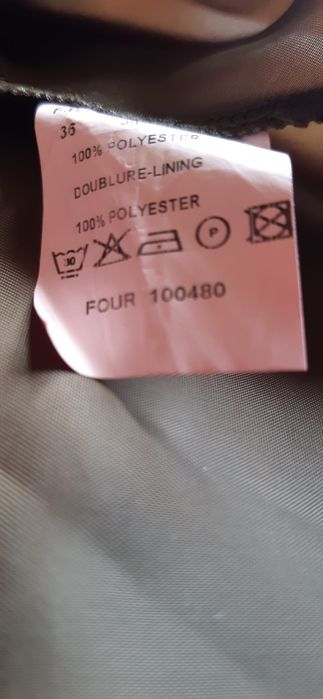 36
100% POLYESTER
DOUBLURE-LINING
100% POLYESTER
30 P
FOUR 100480